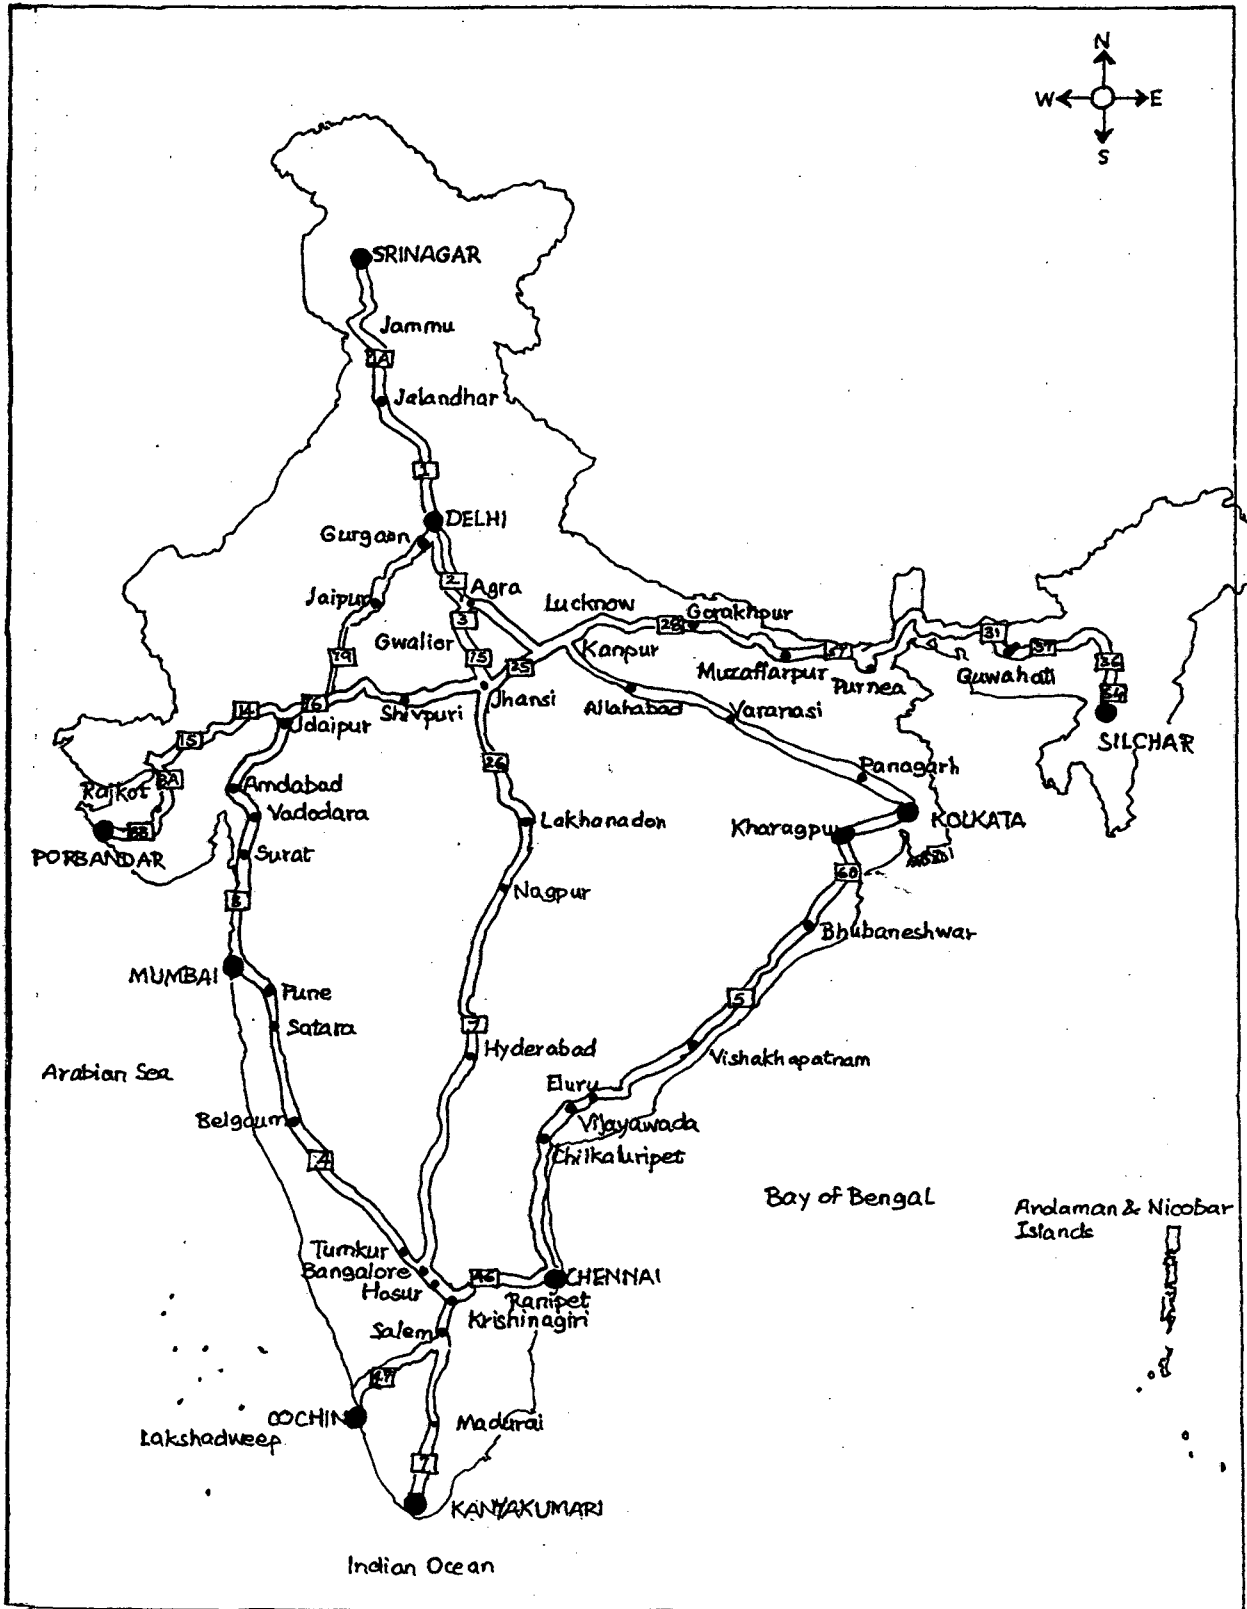 N
W E
S
SRINAGAR
Jammu
1A
Jalandhar
1
DELHI
Gurgaon
2
Agra
Jaipur
3
Lucknow
Gorakhpur
28
Gwalior
Kanpur
31
37
Muzaffarpur
57
Purnea
Guwahati
36
54
SILCHAR
19
75
25
Jhansi
Shivpuri
76
14
Udaipur
15
Allahabad
Varanasi
Panagarh
KOLKATA
Kharagpur
60
26
8A
Rajkot
Amdabad
Vadodara
Lakhanadon
8B
PORBANDAR
Surat
Nagpur
8
Bhubaneshwar
MUMBAI
Pune
Satara
5
7
Hyderabad
Vishakhapatnam
Arabian Sea
Eluru
Vijayawada
Belgaum
Chilkaluripet
4
Bay of Bengal
Andaman & Nicobar
Islands
Tumkur
Bangalore
Hosur
46
CHENNAI
Ranipet
Krishinagiri
Salem
47
COCHIN
Madurai
Lakshadweep
7
KANYAKUMARI
Indian Ocean